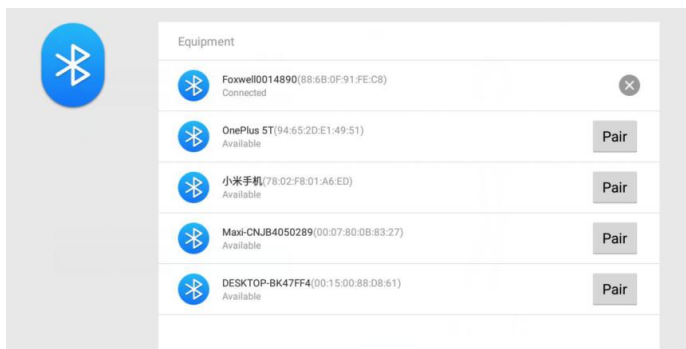 Equipment
Foxwell0014890(88:6B:0F:91:FE:C8)
Connected
OnePlus 5T(94:65:2D:E1:49:51)
Available
Pair
小米手机(78:02:F8:01:A6:ED)
Available
Pair
Maxi-CNJB4050289(00:07:80:0B:83:27)
Available
Pair
DESKTOP-BK47FF4(00:15:00:88:D8:61)
Available
Pair